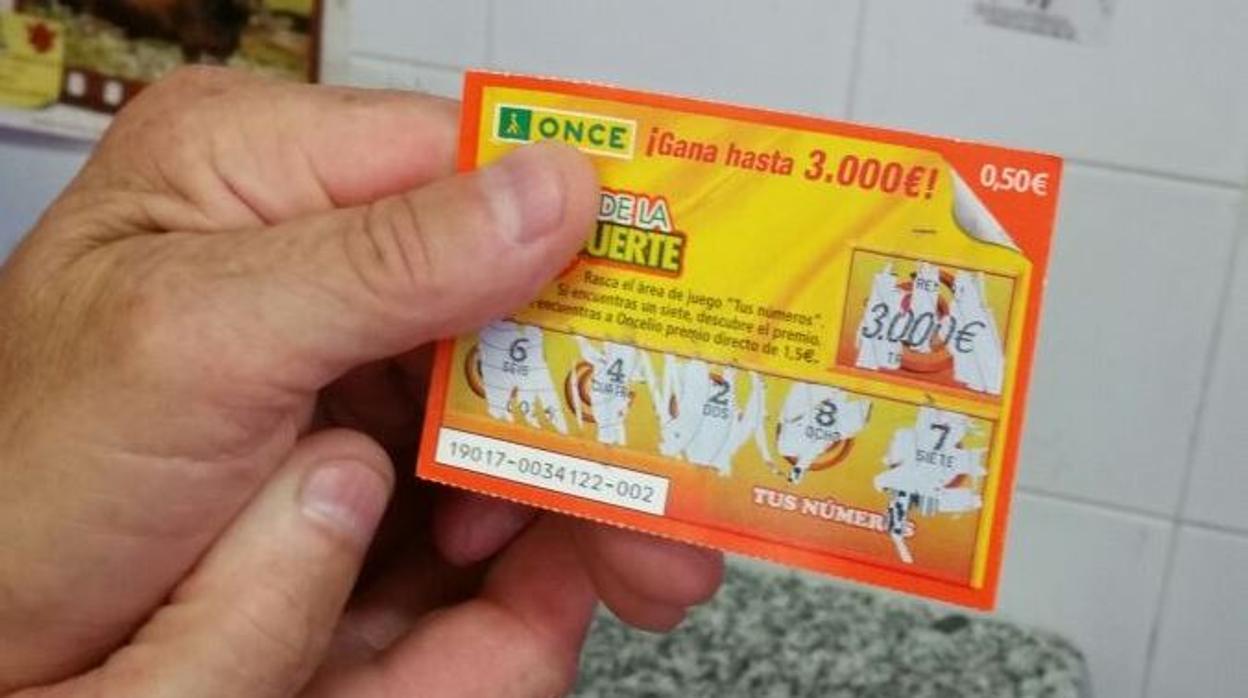 ONCE
¡Gana hasta 3.000€!
0,50€
DE LA
UERTE
Rasca el área de juego "Tus números".
Si encuentras un siete, descubre el premio.
encuentras a Oncelio premio directo de 1,5€.
3.000€
6 4 2 8 7
SEIS CUATR DOS OCHO SIETE
19017-0034122-002
TUS NÚMEROS